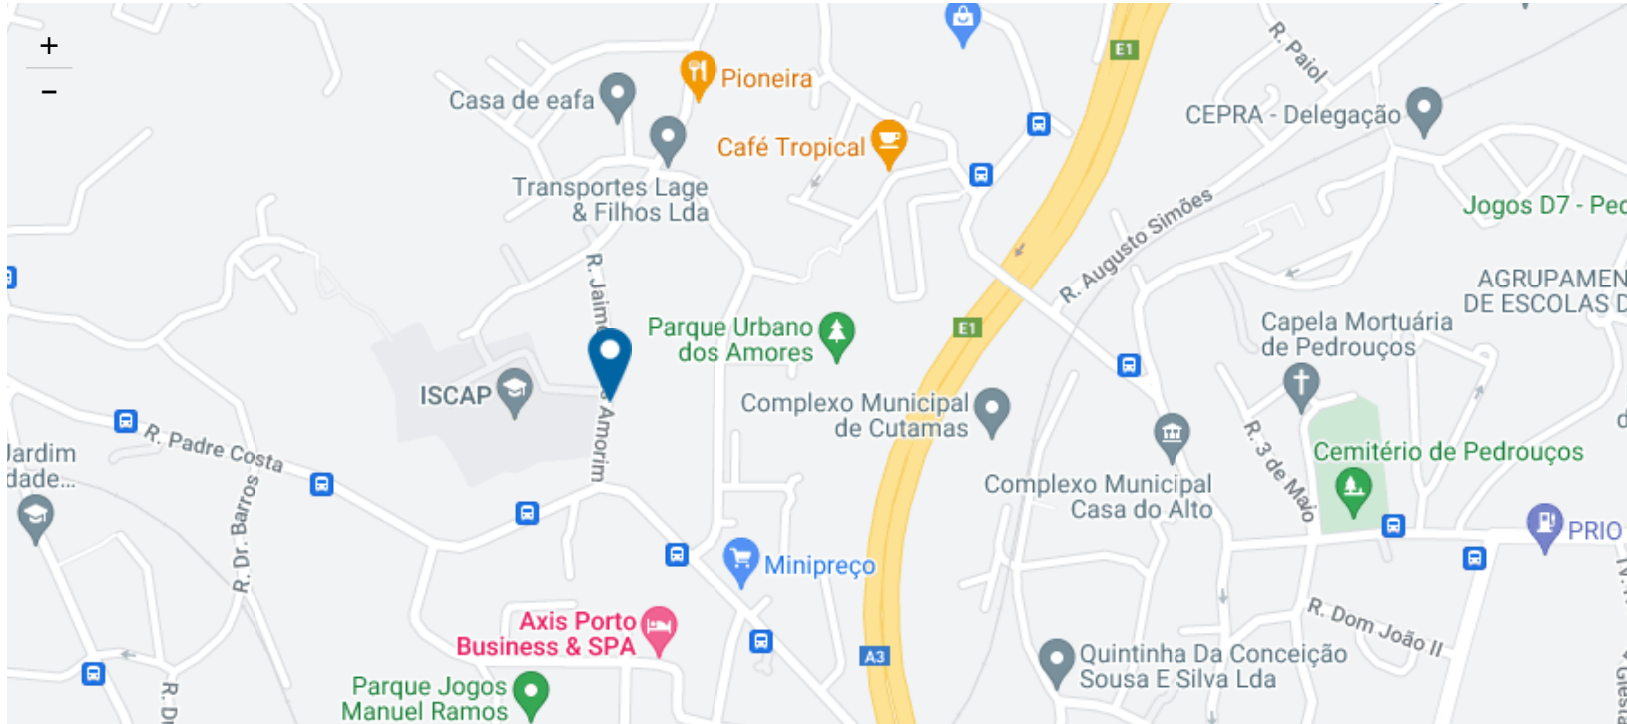 +
−
E1
R. Paiol
Pioneira
Casa de eafa
CEPRA - Delegação
Café Tropical
Transportes Lage
& Filhos Lda
R. Augusto Simões
Jogos D7 - Ped
AGRUPAMEN
DE ESCOLAS D
E1
Parque Urbano
dos Amores
Capela Mortuária
de Pedrouços
ISCAP
Amorim
Complexo Municipal
de Cutamas
R. Padre Costa
Jardim
dade...
R. Dr. Barros
R. 3 de Maio
Cemitério de Pedrouços
Complexo Municipal
Casa do Alto
PRIO
Minipreço
Axis Porto
Business & SPA
R. Dom João II
A3
Quintinha Da Conceição
Sousa E Silva Lda
Parque Jogos
Manuel Ramos